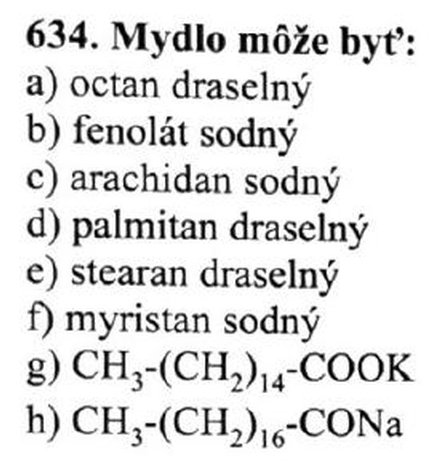 634. Mydlo môže byť:
a) octan draselný
b) fenolát sodný
c) arachidan sodný
d) palmitan draselný
e) stearan draselný
f) myristan sodný
g) CH₃-(CH₂)₁₄-COOK
h) CH₃-(CH₂)₁₆-CONa